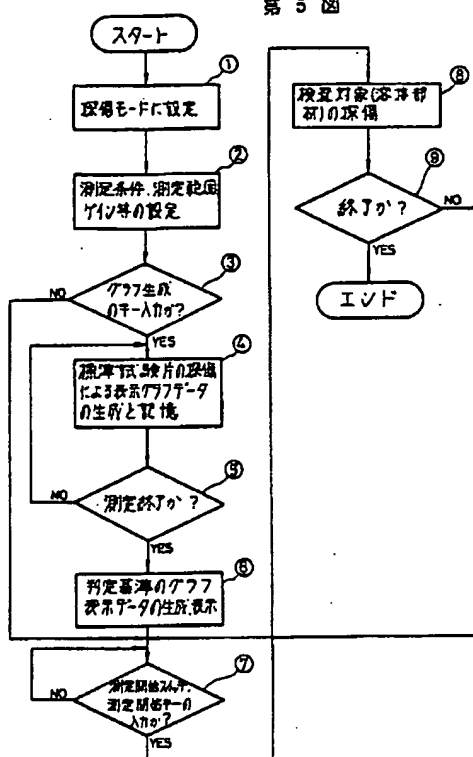 第 5 図
スタート
①
探傷モードに設定
②
測定条件、測定範囲、
ゲイン等の設定
③
グラフ生成
のキー入力か?
NO
YES
④
標準試験片の探傷
による表示グラフデータ
の生成と記憶
⑤
測定終了か?
NO
YES
⑥
判定基準のグラフ
表示データの生成、表示
⑦
測定開始スイッチ、
測定開始キーの
入力か?
NO
YES
⑧
検査対象(溶接部
材)の探傷
⑨
終了か?
NO
YES
エンド